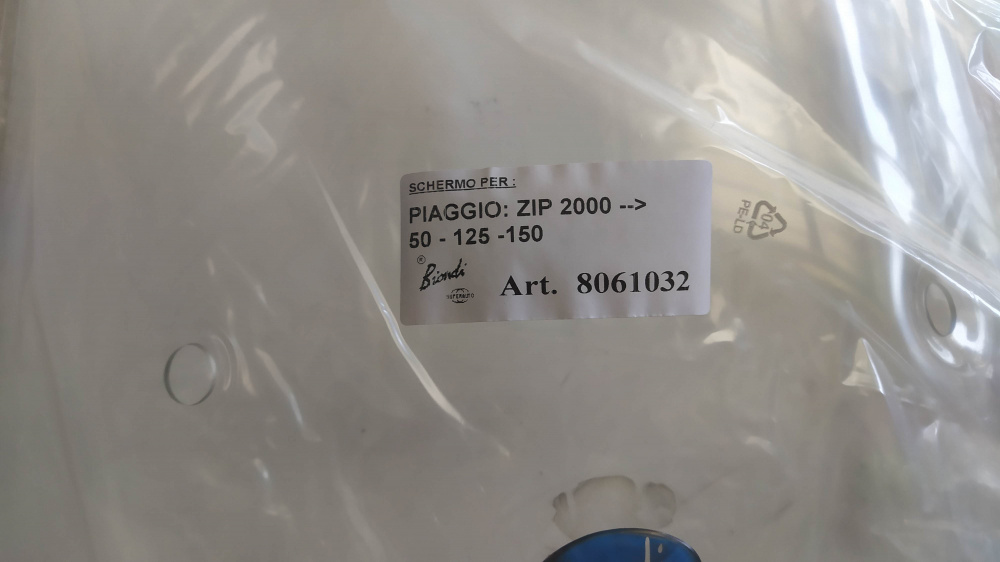 SCHERMO PER :
PIAGGIO: ZIP 2000 -->
50 - 125 -150
® Biondi
Art. 8061032
04
PE-LD